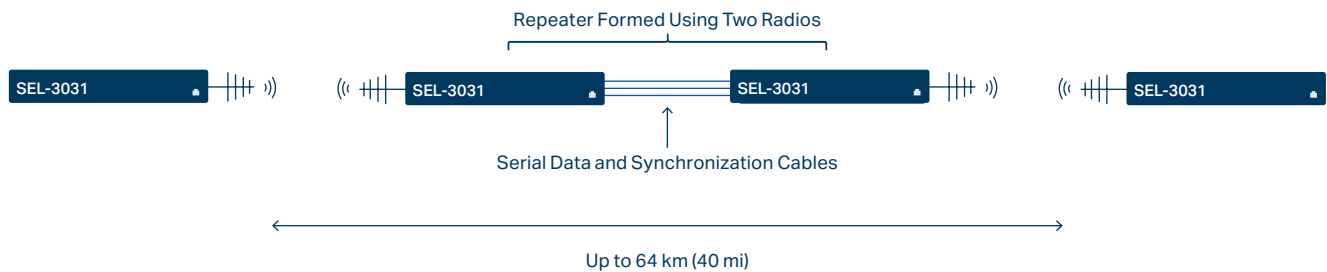 Repeater Formed Using Two Radios
SEL-3031
SEL-3031
SEL-3031
SEL-3031
Serial Data and Synchronization Cables
Up to 64 km (40 mi)